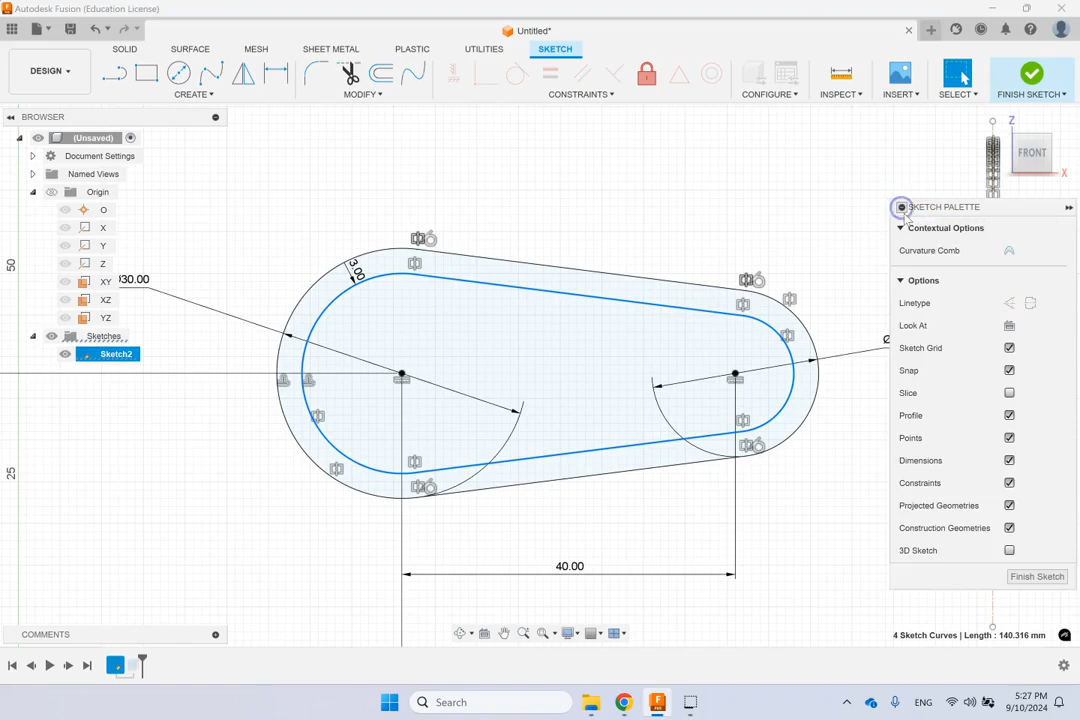 Autodesk Fusion (Education License)
Untitled*
SOLID SURFACE MESH SHEET METAL PLASTIC UTILITIES SKETCH
DESIGN ▾
CREATE ▾ MODIFY ▾ CONSTRAINTS ▾ CONFIGURE ▾ INSPECT ▾ INSERT ▾ SELECT ▾ FINISH SKETCH ▾
BROWSER
(Unsaved)
Document Settings
Named Views
Origin
O
X
Y
Z
XY
XZ
YZ
Sketches
Sketch2
Z
FRONT
X
SKETCH PALETTE
Contextual Options
Curvature Comb
Options
Linetype
Look At
Sketch Grid
Snap
Slice
Profile
Points
Dimensions
Constraints
Projected Geometries
Construction Geometries
3D Sketch
Finish Sketch
50
3.00
30.00
Ø
25
40.00
COMMENTS
4 Sketch Curves | Length : 140.316 mm
Search
ENG
5:27 PM
9/10/2024